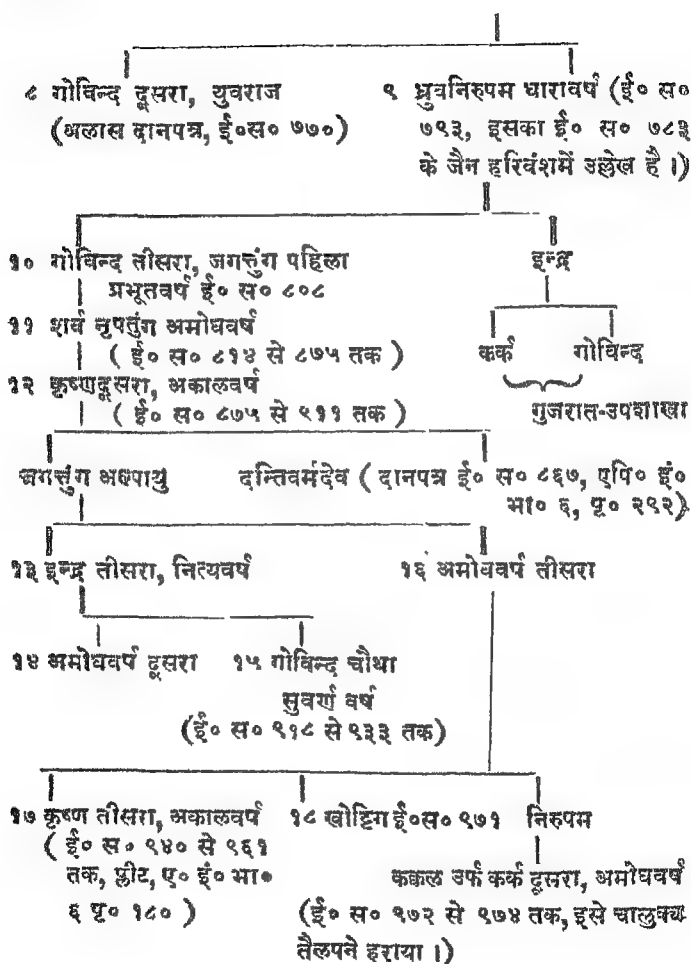 ८ गोविन्द दूसरा, युवराज ९ ध्रुवनिरुपम धारावर्ष (ई० स०
(अलास दानपत्र, ई०स० ७७०) ७९३, इसका ई० स० ७८३
के जैन हरिवंशमें उल्लेख है ।)
१० गोविन्द तीसरा, जगत्तुंग पहिला इन्द्र
प्रभूतवर्ष ई० स० ८०८
११ शर्व नृपतुंग अमोघवर्ष
( ई० स० ८१४ से ८७५ तक ) कर्क गोविन्द
१२ कृष्णदूसरा, अकालवर्ष
( ई० स० ८७५ से ९११ तक ) गुजरात-उपशाखा
जगत्तुंग अल्पायु दन्तिवर्मदेव ( दानपत्र ई० स० ८६७, एपि० इं०
भा० ६, पृ० २९२)
१३ इन्द्र तीसरा, नित्यवर्ष १६ अमोघवर्ष तीसरा
१४ अमोघवर्ष दूसरा १५ गोविन्द चौथा
सुवर्ण वर्ष
(ई० स० ९१८ से ९३३ तक)
१७ कृष्ण तीसरा, अकालवर्ष १८ खोट्टिग ई०स० ९७१ निरुपम
( ई० स० ९४० से ९६१
तक, फ़्लीट, ए० इं० भा० कक्कल उर्फ कर्क दूसरा, अमोघवर्ष
६ पृ० १८० ) (ई० स० ९७२ से ९७४ तक, इसे चालुक्य
तैलपने हराया ।)